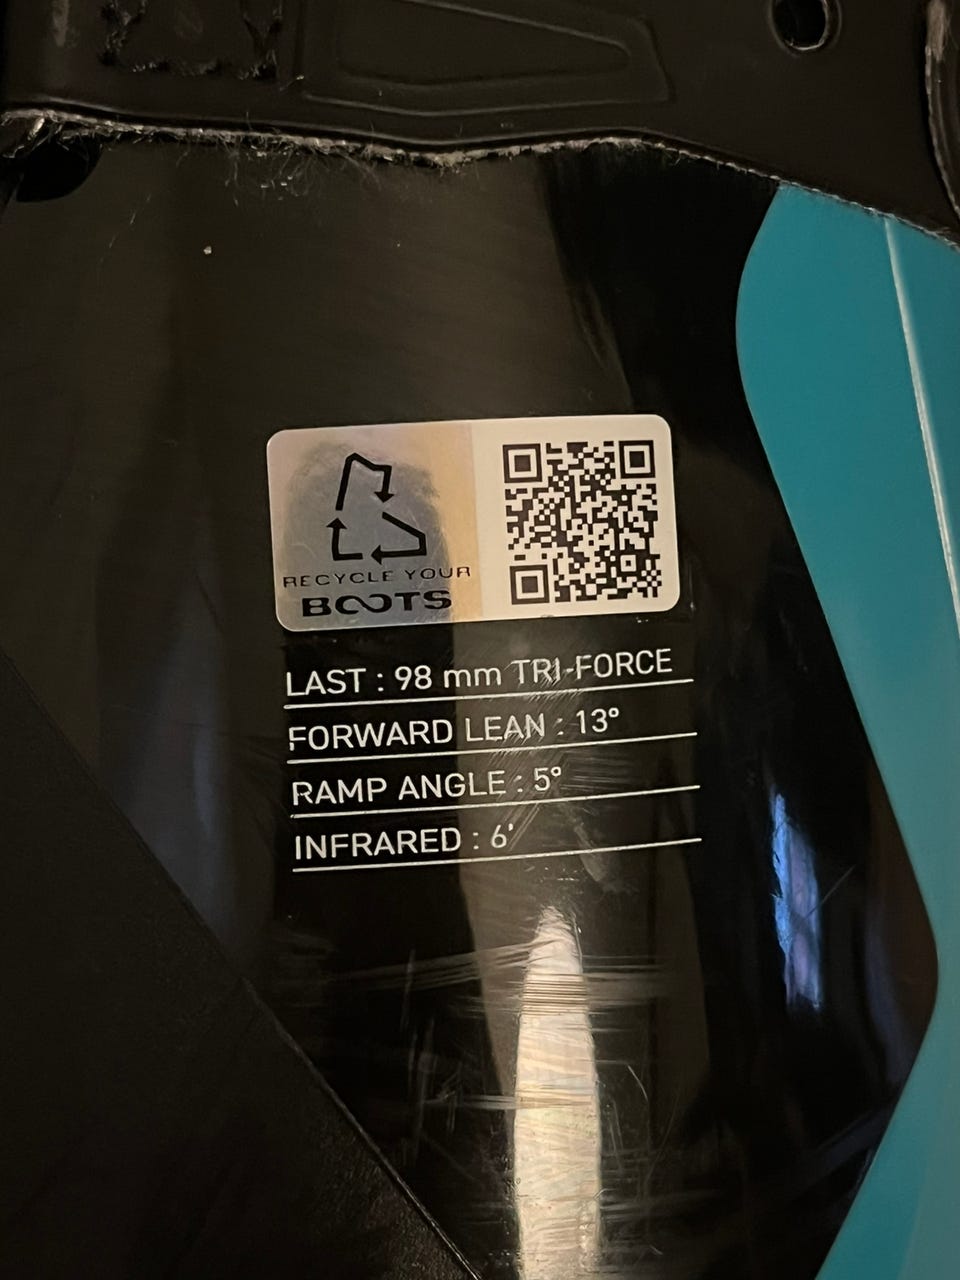 RECYCLE YOUR
BOOTS
LAST : 98 mm TRI-FORCE
FORWARD LEAN : 13°
RAMP ANGLE : 5°
INFRARED : 6'